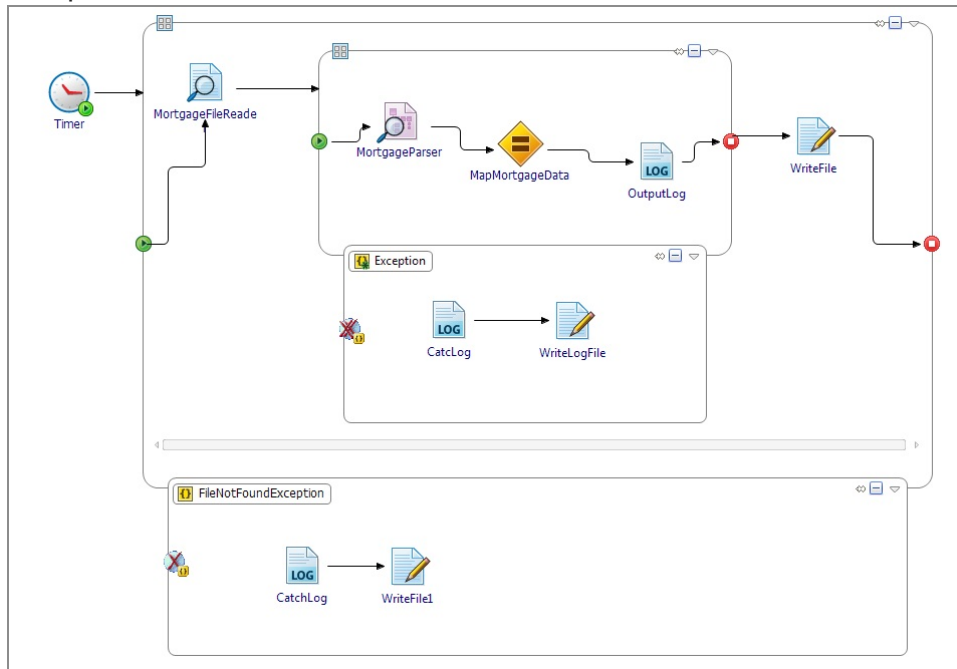 Timer
MortgageFileReade
MortgageParser
MapMortgageData
LOG
OutputLog
WriteFile
Exception
LOG
CatcLog
WriteLogFile
FileNotFoundException
LOG
CatchLog
WriteFile1